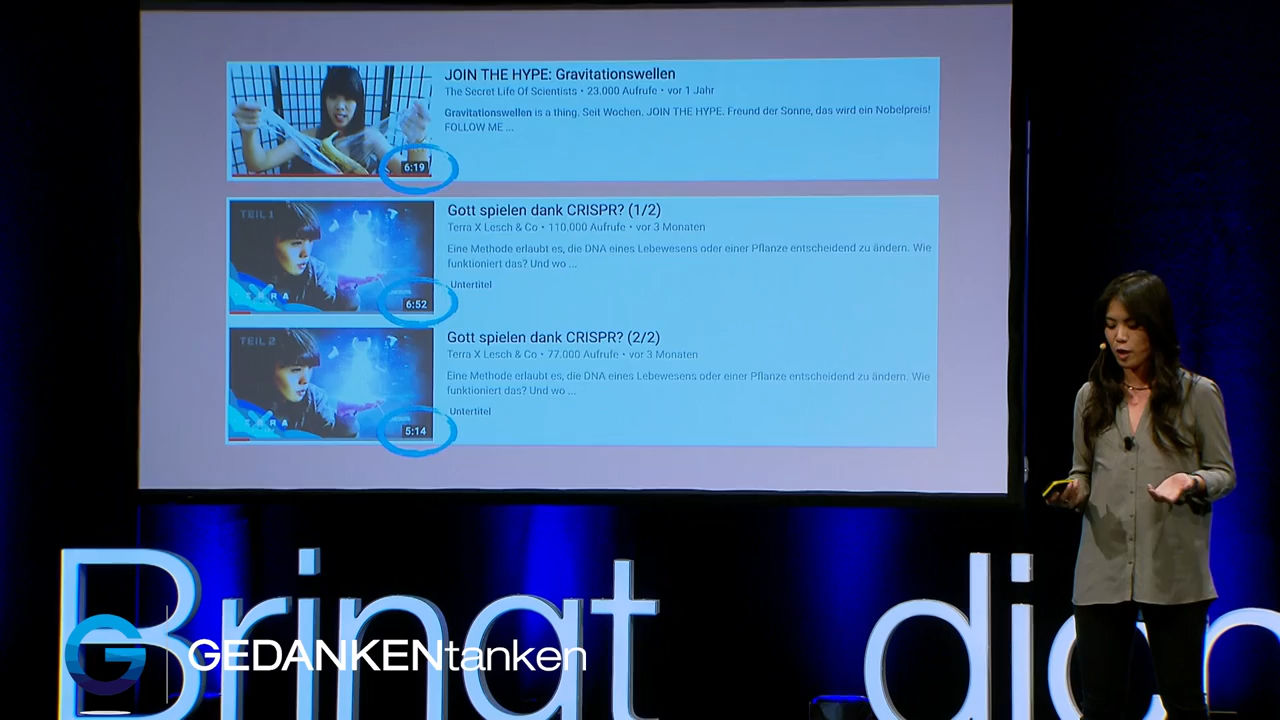 JOIN THE HYPE: Gravitationswellen
The Secret Life Of Scientists • 23.000 Aufrufe • vor 1 Jahr
Gravitationswellen is a thing. Seit Wochen. JOIN THE HYPE. Freund der Sonne, das wird ein Nobelpreis!
FOLLOW ME ...
6:19
TEIL 1
Gott spielen dank CRISPR? (1/2)
Terra X Lesch & Co • 110.000 Aufrufe • vor 3 Monaten
Eine Methode erlaubt es, die DNA eines Lebewesens oder einer Pflanze entscheidend zu ändern. Wie
funktioniert das? Und wo ...
Untertitel
6:52
TEIL 2
Gott spielen dank CRISPR? (2/2)
Terra X Lesch & Co • 77.000 Aufrufe • vor 3 Monaten
Eine Methode erlaubt es, die DNA eines Lebewesens oder einer Pflanze entscheidend zu ändern. Wie
funktioniert das? Und wo ...
Untertitel
5:14
Bringt dich
G GEDANKENtanken